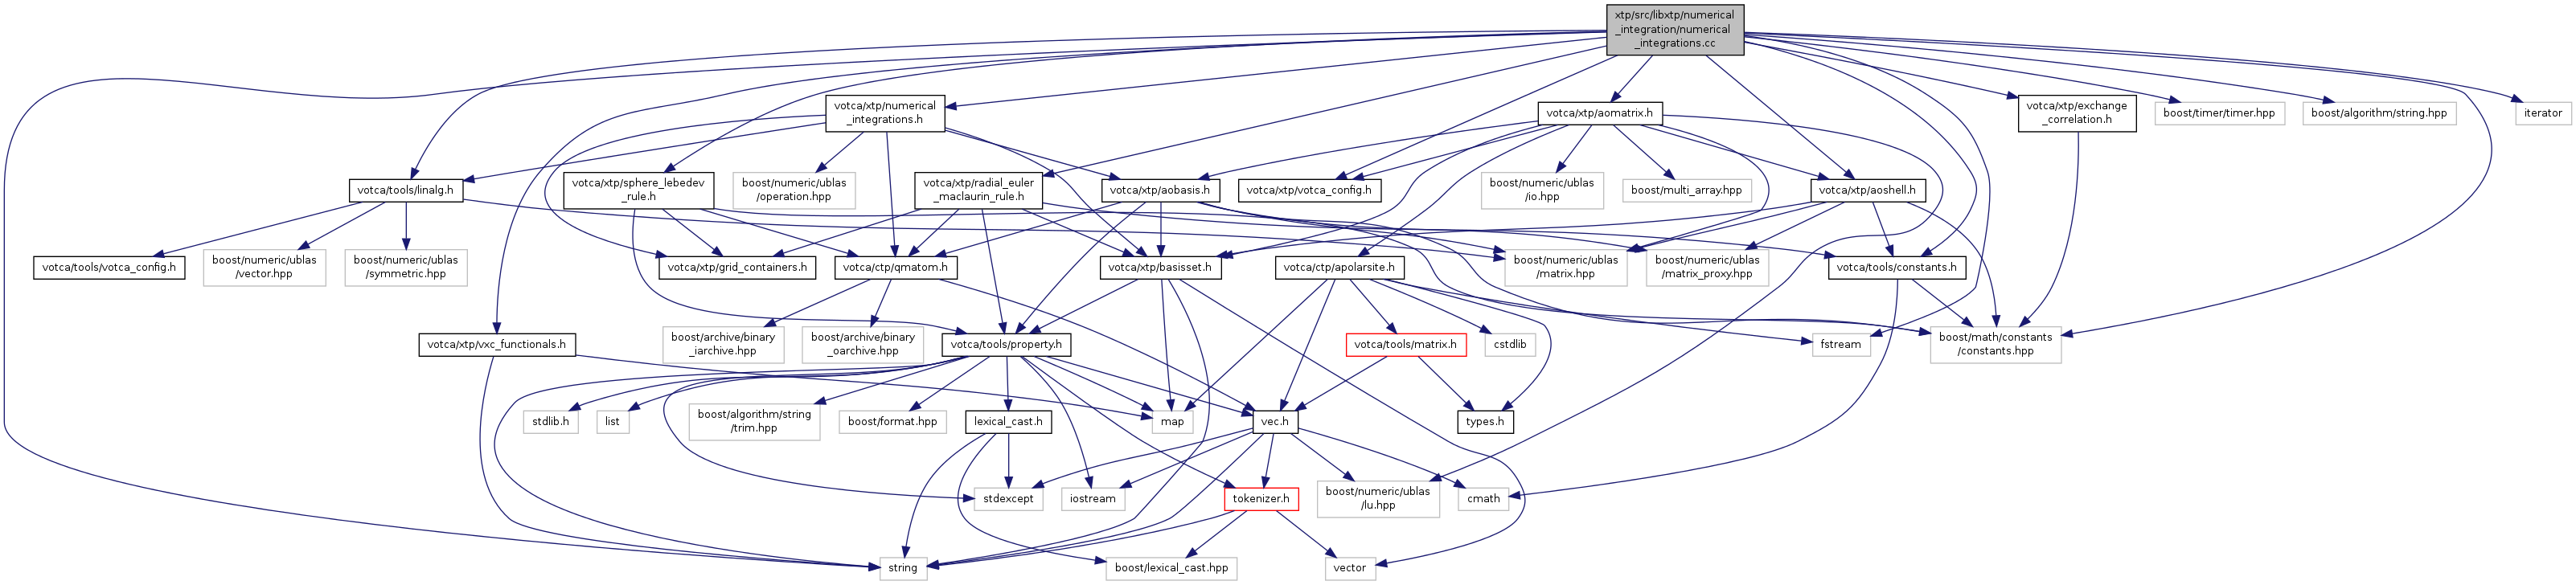 xtp/src/libxtp/numerical
_integration/numerical
_integrations.cc
votca/xtp/numerical
_integrations.h
votca/xtp/aomatrix.h
votca/xtp/exchange
_correlation.h
boost/timer/timer.hpp
boost/algorithm/string.hpp
iterator
votca/tools/linalg.h
votca/xtp/sphere_lebedev
_rule.h
boost/numeric/ublas
/operation.hpp
votca/xtp/radial_euler
_maclaurin_rule.h
votca/xtp/aobasis.h
votca/xtp/votca_config.h
boost/numeric/ublas
/io.hpp
boost/multi_array.hpp
votca/xtp/aoshell.h
votca/tools/votca_config.h
boost/numeric/ublas
/vector.hpp
boost/numeric/ublas
/symmetric.hpp
votca/xtp/grid_containers.h
votca/ctp/qmatom.h
votca/xtp/basisset.h
votca/ctp/apolarsite.h
boost/numeric/ublas
/matrix.hpp
boost/numeric/ublas
/matrix_proxy.hpp
votca/tools/constants.h
votca/xtp/vxc_functionals.h
boost/archive/binary
_iarchive.hpp
boost/archive/binary
_oarchive.hpp
votca/tools/property.h
votca/tools/matrix.h
cstdlib
fstream
boost/math/constants
/constants.hpp
stdlib.h
list
boost/algorithm/string
/trim.hpp
boost/format.hpp
lexical_cast.h
map
vec.h
types.h
stdexcept
iostream
tokenizer.h
boost/numeric/ublas
/lu.hpp
cmath
string
boost/lexical_cast.hpp
vector